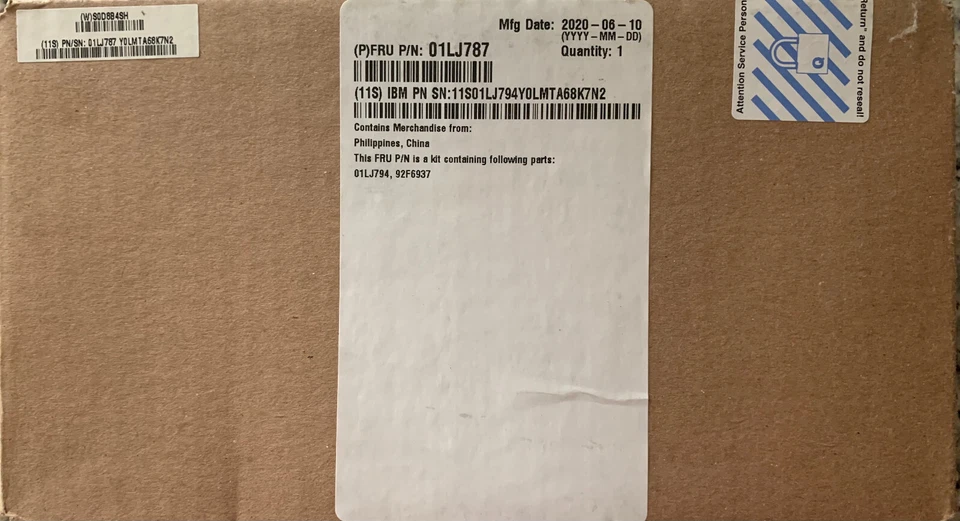 (W)S0D8B4SH
(11S) PN/SN: 01LJ787 Y0LMTA68K7N2
Mfg Date: 2020-06-10
(YYYY-MM-DD)
(P)FRU P/N: 01LJ787
Quantity: 1
(11S) IBM PN SN:11S01LJ794Y0LMTA68K7N2
Contains Merchandise from:
Philippines, China
This FRU P/N is a kit containing following parts:
01LJ794, 92F6937
Attention Service Person
Return" and do not reseal!